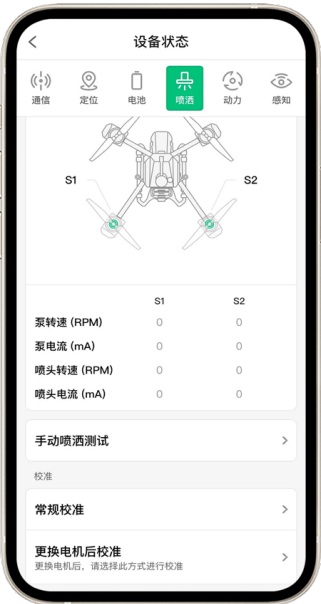 设备状态
通信 定位 电池 喷洒 动力 感知
S1 S2
S1 S2
泵转速 (RPM) 0 0
泵电流 (mA) 0 0
喷头转速 (RPM) 0 0
喷头电流 (mA) 0 0
手动喷洒测试
校准
常规校准
更换电机后校准
更换电机后，请选择此方式进行校准